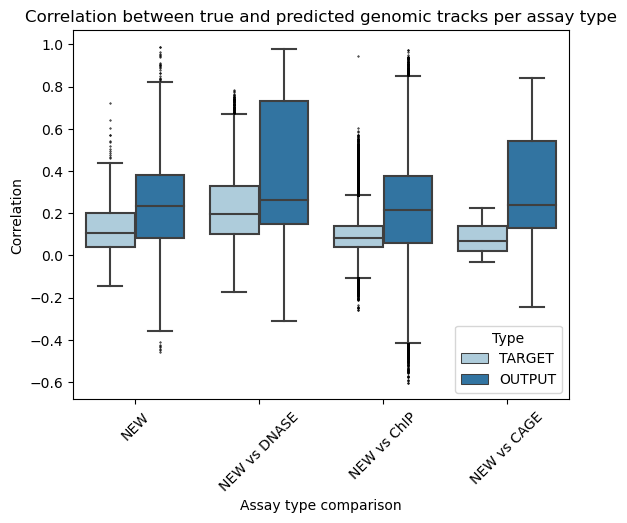 Correlation between true and predicted genomic tracks per assay type
1.0
0.8
0.6
0.4
0.2
0.0
−0.2
−0.4
−0.6
Correlation
Type
TARGET
OUTPUT
NEW
NEW vs DNASE
NEW vs ChIP
NEW vs CAGE
Assay type comparison